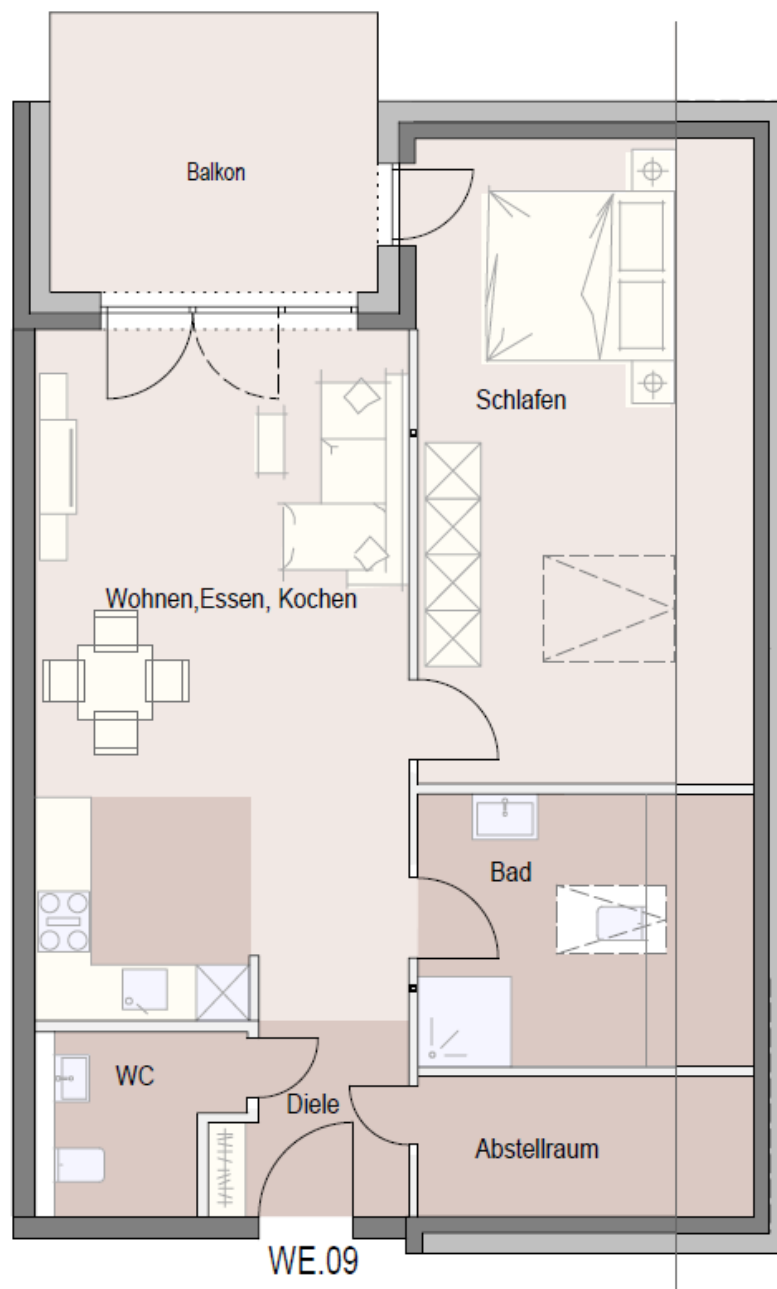 Balkon
Schlafen
Wohnen,Essen, Kochen
Bad
WC
Diele
Abstellraum
WE.09